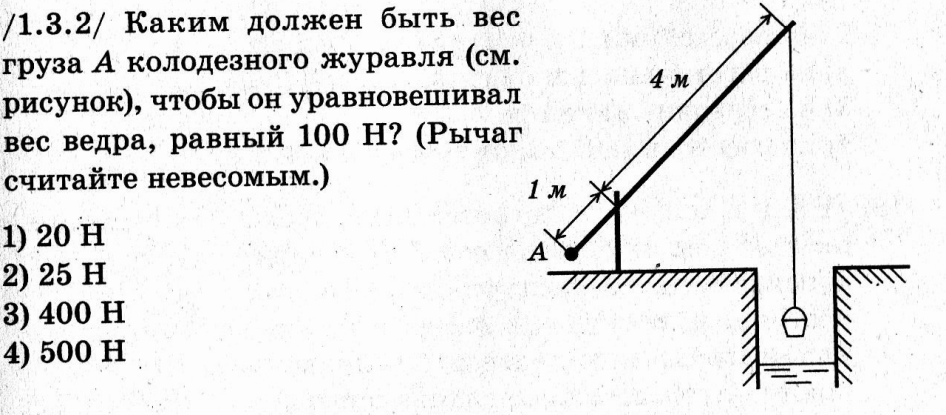 /1.3.2/ Каким должен быть вес
груза А колодезного журавля (см.
рисунок), чтобы он уравновешивал
вес ведра, равный 100 Н? (Рычаг
считайте невесомым.)
1) 20 Н
2) 25 Н
3) 400 Н
4) 500 Н
4 м
1 м
А